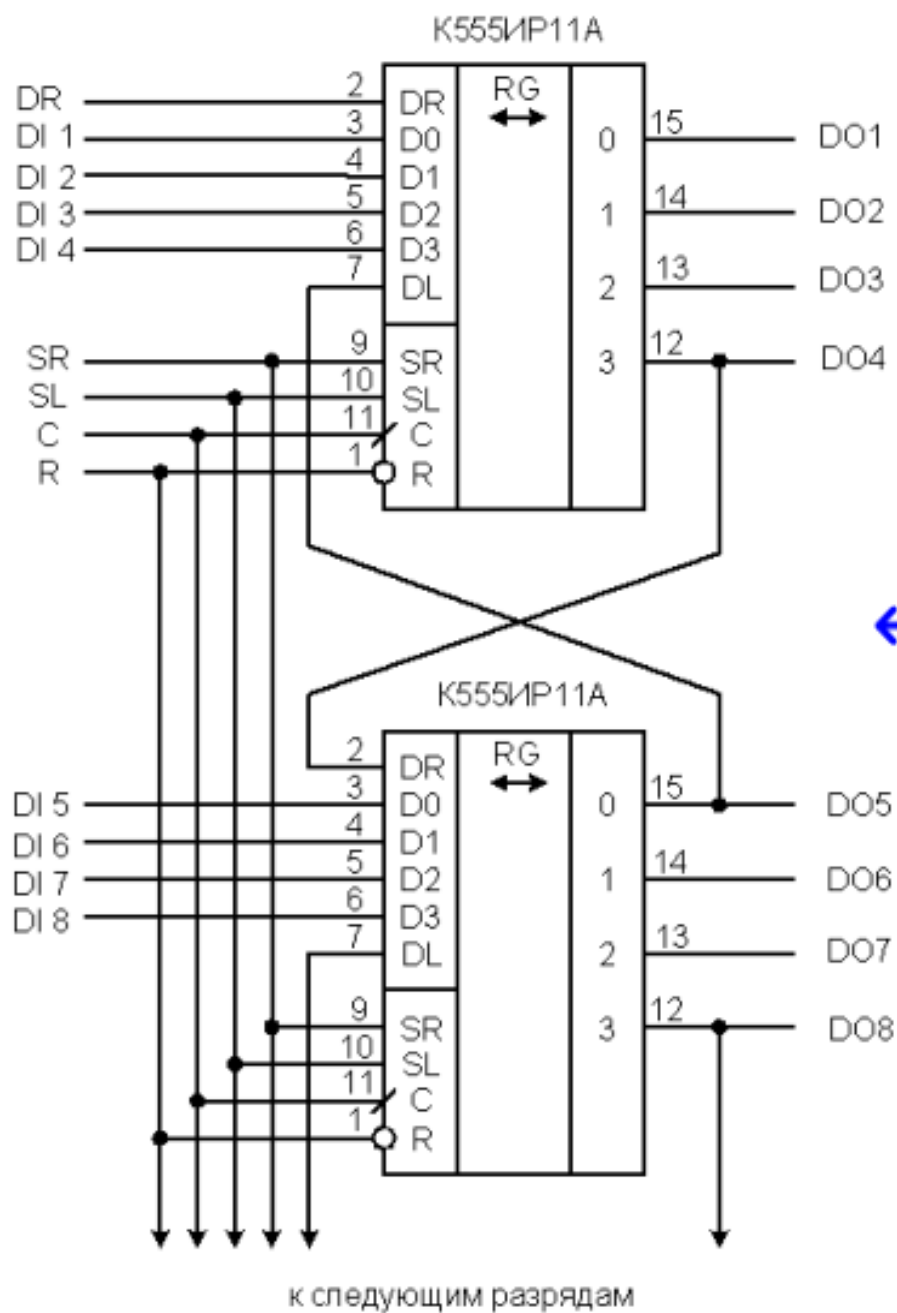 К555ИР11А
DR 2 DR RG
DI 1 3 D0 0 15 DO1
DI 2 4 D1
DI 3 5 D2 1 14 DO2
DI 4 6 D3
7 DL 2 13 DO3
SR 9 SR 3 12 DO4
SL 10 SL
C 11 C
R 1 R
К555ИР11А
2 DR RG
DI 5 3 D0 0 15 DO5
DI 6 4 D1
DI 7 5 D2 1 14 DO6
DI 8 6 D3
7 DL 2 13 DO7
9 SR 3 12 DO8
10 SL
11 C
1 R
к следующим разрядам